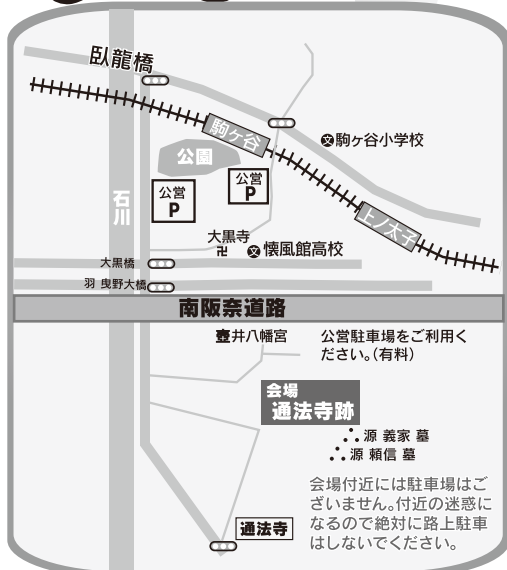 臥龍橋
駒ケ谷
文駒ケ谷小学校
公園
公営
P
公営
P
上ノ太子
石川
大黒寺
卍
文懐風館高校
大黒橋
羽曳野大橋
南阪奈道路
壺井八幡宮
公営駐車場をご利用く
ださい。(有料)
会場
通法寺跡
源 義家 墓
源 頼信 墓
会場付近には駐車場はご
ざいません。付近の迷惑に
なるので絶対に路上駐車
はしないでください。
通法寺